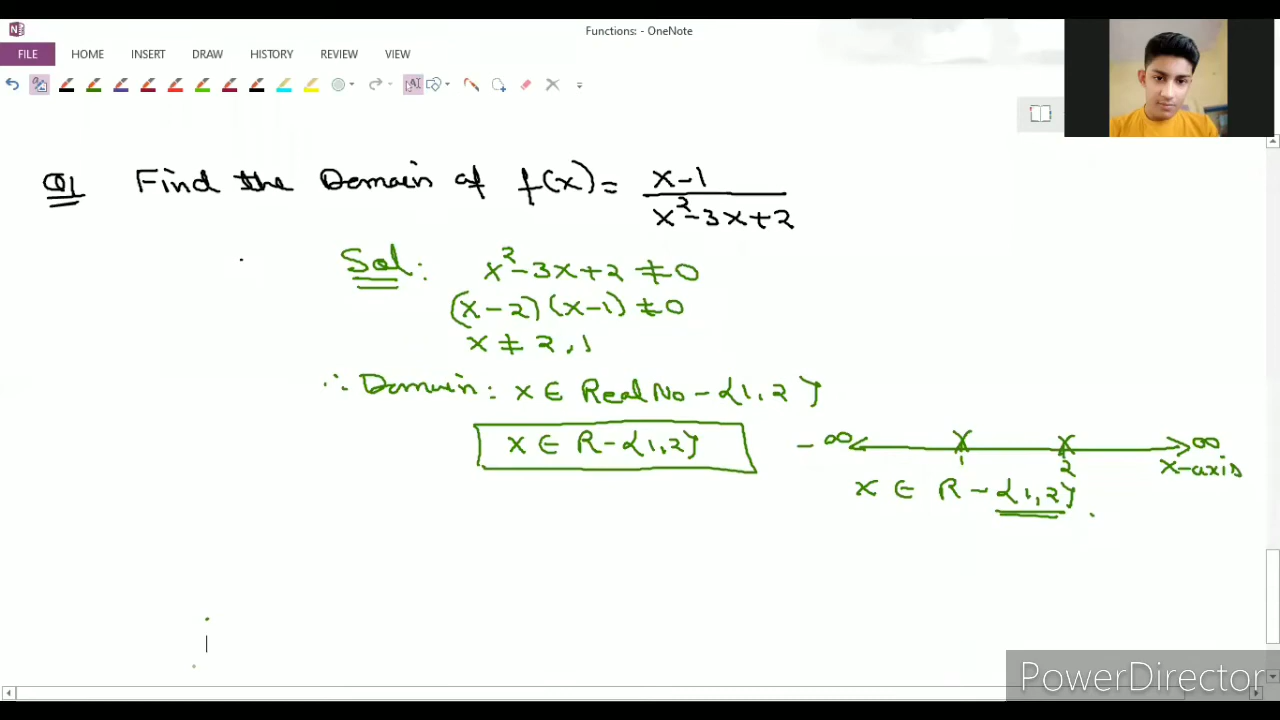 Functions: - OneNote
FILE HOME INSERT DRAW HISTORY REVIEW VIEW
Q1 Find the Domain of f(x) = x-1 / x²-3x+2
Sol: x²-3x+2 ≠ 0
(x-2)(x-1) ≠ 0
x ≠ 2,1
∴ Domain: x ∈ Real No - {1,2}
x ∈ R - {1,2}
-∞ 1 2 ∞
x-axis
x ∈ R - {1,2}
PowerDirector